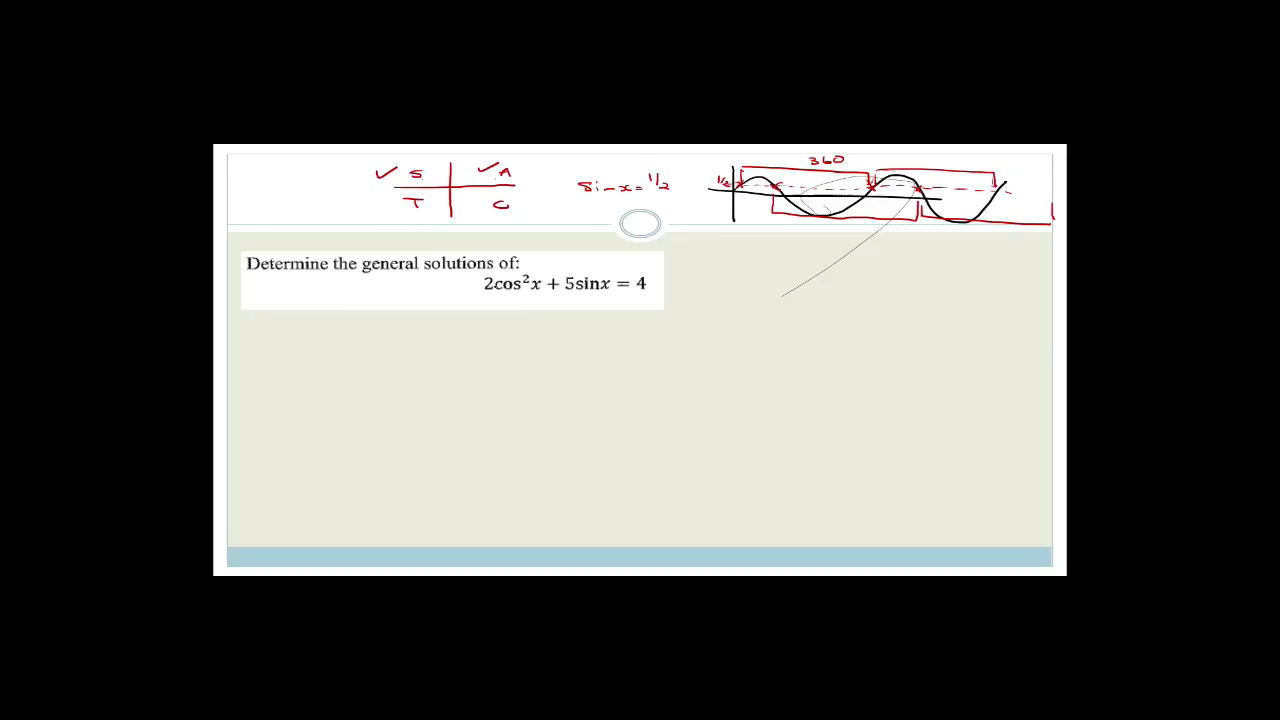 360
✓ S ✓ A
sin x = 1/2
1/2
T C
Determine the general solutions of:
2cos²x + 5sinx = 4